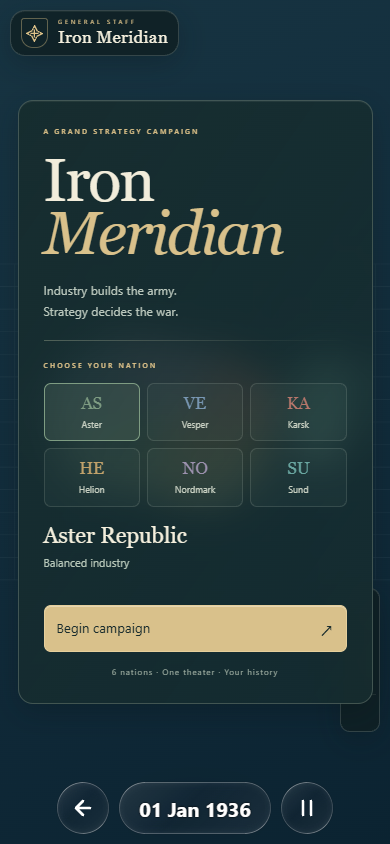 GENERAL STAFF
Iron Meridian
A GRAND STRATEGY CAMPAIGN
Iron
Meridian
Industry builds the army.
Strategy decides the war.
CHOOSE YOUR NATION
AS
Aster
VE
Vesper
KA
Karsk
HE
Helion
NO
Nordmark
SU
Sund
Aster Republic
Balanced industry
Begin campaign ↗
6 nations · One theater · Your history
01 Jan 1936